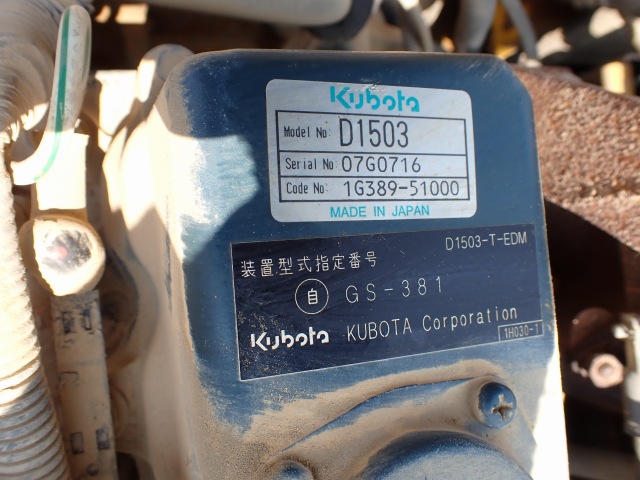 Kubota
Model No. D1503
Serial No. 07G0716
Code No. 1G389-51000
MADE IN JAPAN
D1503-T-EDM
装置型式指定番号
自 GS-381
Kubota KUBOTA Corporation
1H030-1